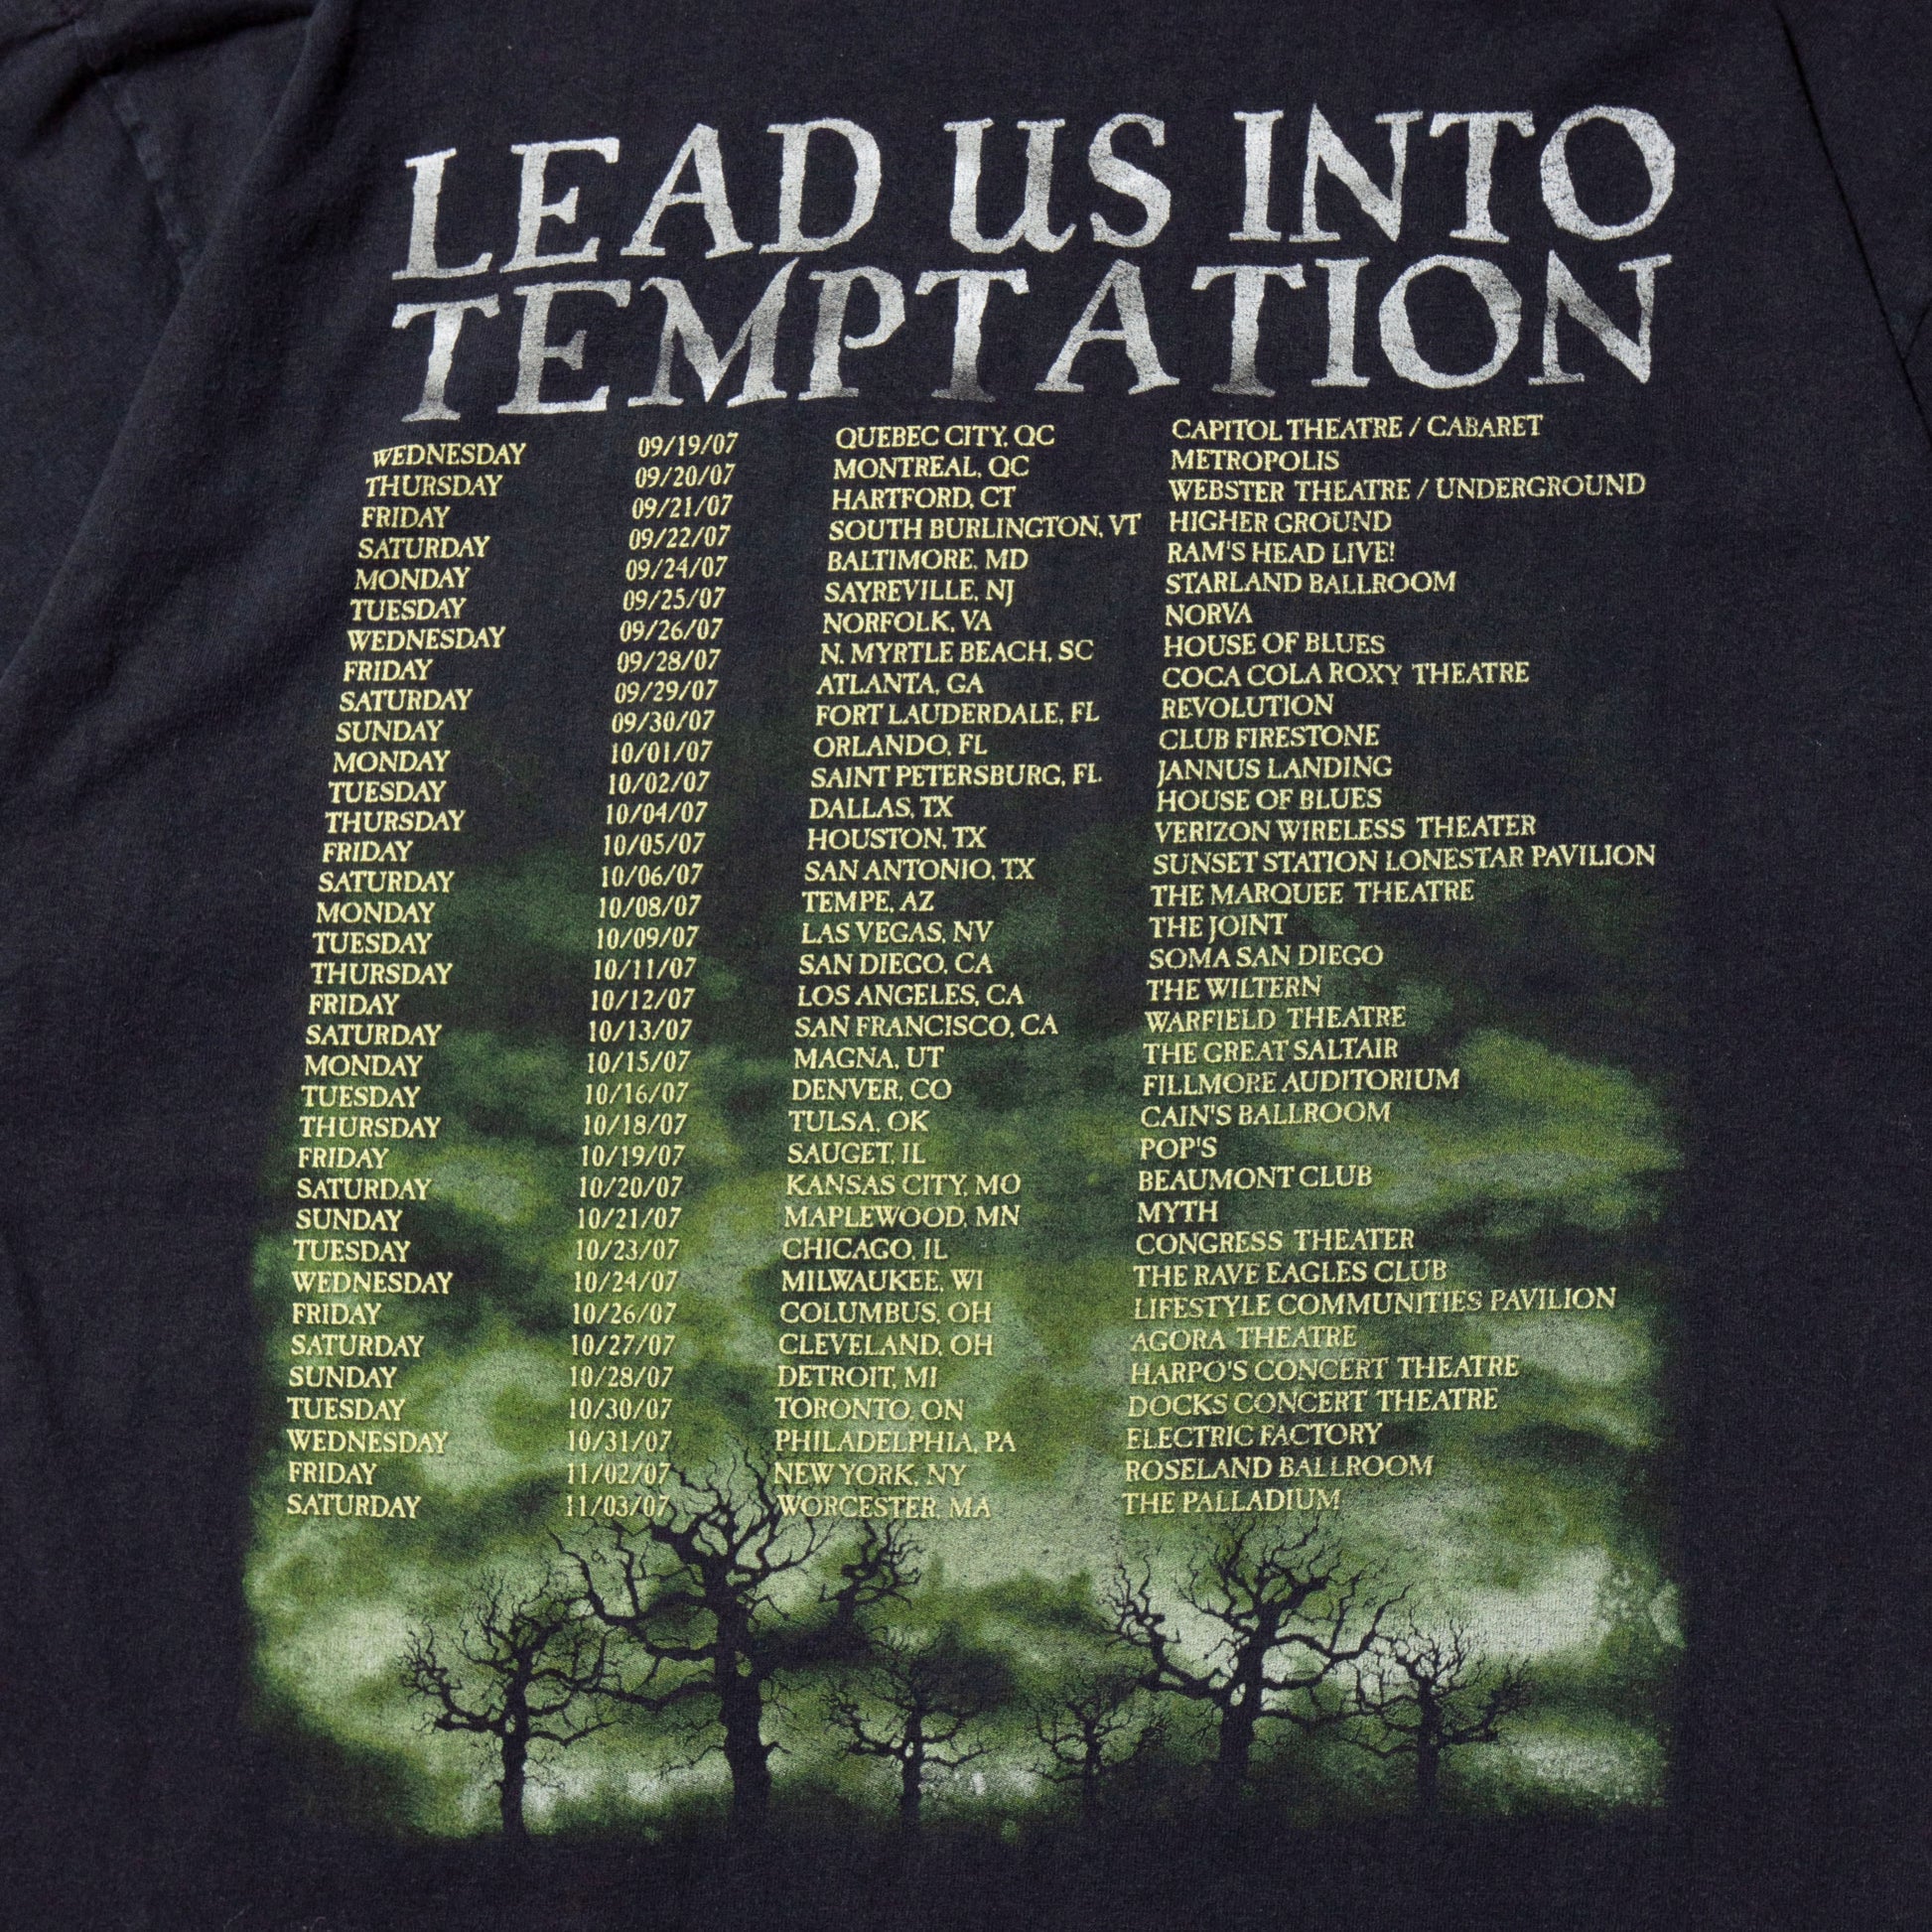 LEAD US INTO
TEMPTATION
WEDNESDAY 09/19/07 QUEBEC CITY, QC CAPITOL THEATRE / CABARET
THURSDAY 09/20/07 MONTREAL, QC METROPOLIS
FRIDAY 09/21/07 HARTFORD, CT WEBSTER THEATRE / UNDERGROUND
SATURDAY 09/22/07 SOUTH BURLINGTON, VT HIGHER GROUND
MONDAY 09/24/07 BALTIMORE, MD RAM'S HEAD LIVE!
TUESDAY 09/25/07 SAYREVILLE, NJ STARLAND BALLROOM
WEDNESDAY 09/26/07 NORFOLK, VA NORVA
FRIDAY 09/28/07 N. MYRTLE BEACH, SC HOUSE OF BLUES
SATURDAY 09/29/07 ATLANTA, GA COCA COLA ROXY THEATRE
SUNDAY 09/30/07 FORT LAUDERDALE, FL REVOLUTION
MONDAY 10/01/07 ORLANDO, FL CLUB FIRESTONE
TUESDAY 10/02/07 SAINT PETERSBURG, FL JANNUS LANDING
THURSDAY 10/04/07 DALLAS, TX HOUSE OF BLUES
FRIDAY 10/05/07 HOUSTON, TX VERIZON WIRELESS THEATER
SATURDAY 10/06/07 SAN ANTONIO, TX SUNSET STATION LONESTAR PAVILION
MONDAY 10/08/07 TEMPE, AZ THE MARQUEE THEATRE
TUESDAY 10/09/07 LAS VEGAS, NV THE JOINT
THURSDAY 10/11/07 SAN DIEGO, CA SOMA SAN DIEGO
FRIDAY 10/12/07 LOS ANGELES, CA THE WILTERN
SATURDAY 10/13/07 SAN FRANCISCO, CA WARFIELD THEATRE
MONDAY 10/15/07 MAGNA, UT THE GREAT SALTAIR
TUESDAY 10/16/07 DENVER, CO FILLMORE AUDITORIUM
THURSDAY 10/18/07 TULSA, OK CAIN'S BALLROOM
FRIDAY 10/19/07 SAUGET, IL POP'S
SATURDAY 10/20/07 KANSAS CITY, MO BEAUMONT CLUB
SUNDAY 10/21/07 MAPLEWOOD, MN MYTH
TUESDAY 10/23/07 CHICAGO, IL CONGRESS THEATER
WEDNESDAY 10/24/07 MILWAUKEE, WI THE RAVE EAGLES CLUB
FRIDAY 10/26/07 COLUMBUS, OH LIFESTYLE COMMUNITIES PAVILION
SATURDAY 10/27/07 CLEVELAND, OH AGORA THEATRE
SUNDAY 10/28/07 DETROIT, MI HARPO'S CONCERT THEATRE
TUESDAY 10/30/07 TORONTO, ON DOCKS CONCERT THEATRE
WEDNESDAY 10/31/07 PHILADELPHIA, PA ELECTRIC FACTORY
FRIDAY 11/02/07 NEW YORK, NY ROSELAND BALLROOM
SATURDAY 11/03/07 WORCESTER, MA THE PALLADIUM